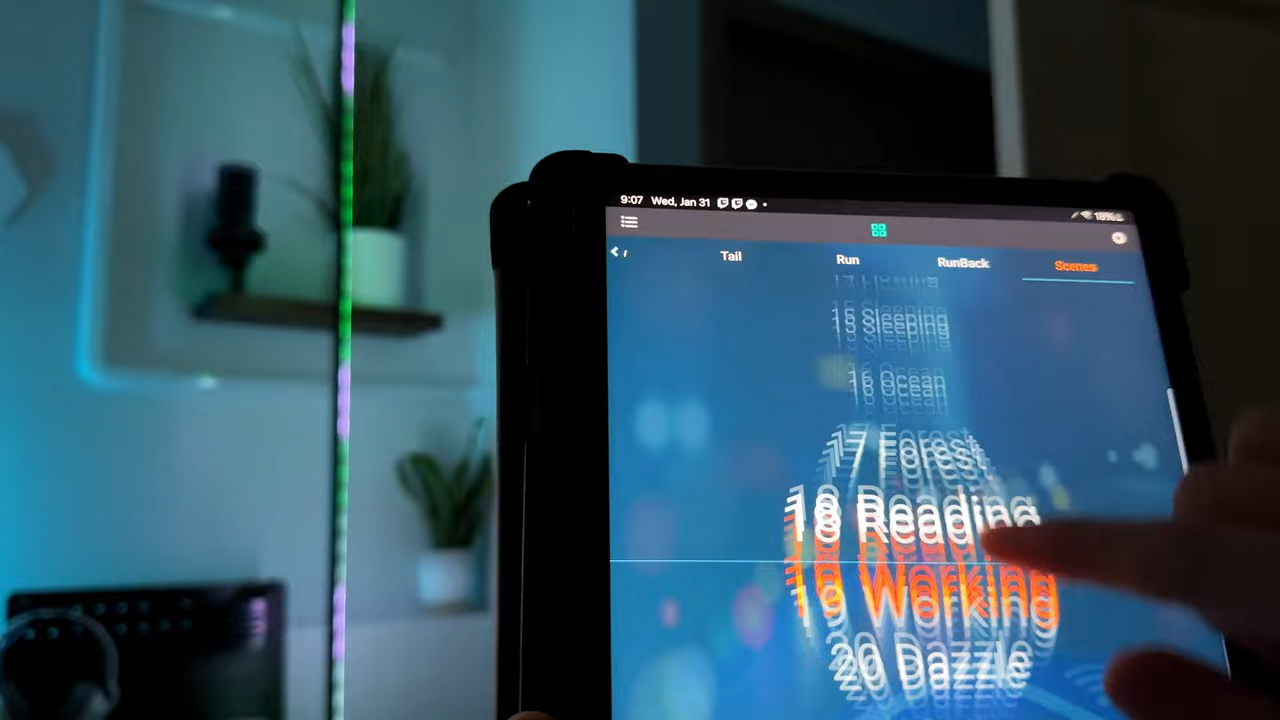 9:07 Wed, Jan 31 18%
Tail Run RunBack Scenes
15 Sleeping
16 Ocean
17 Forest
18 Reading
19 Working
20 Dazzle